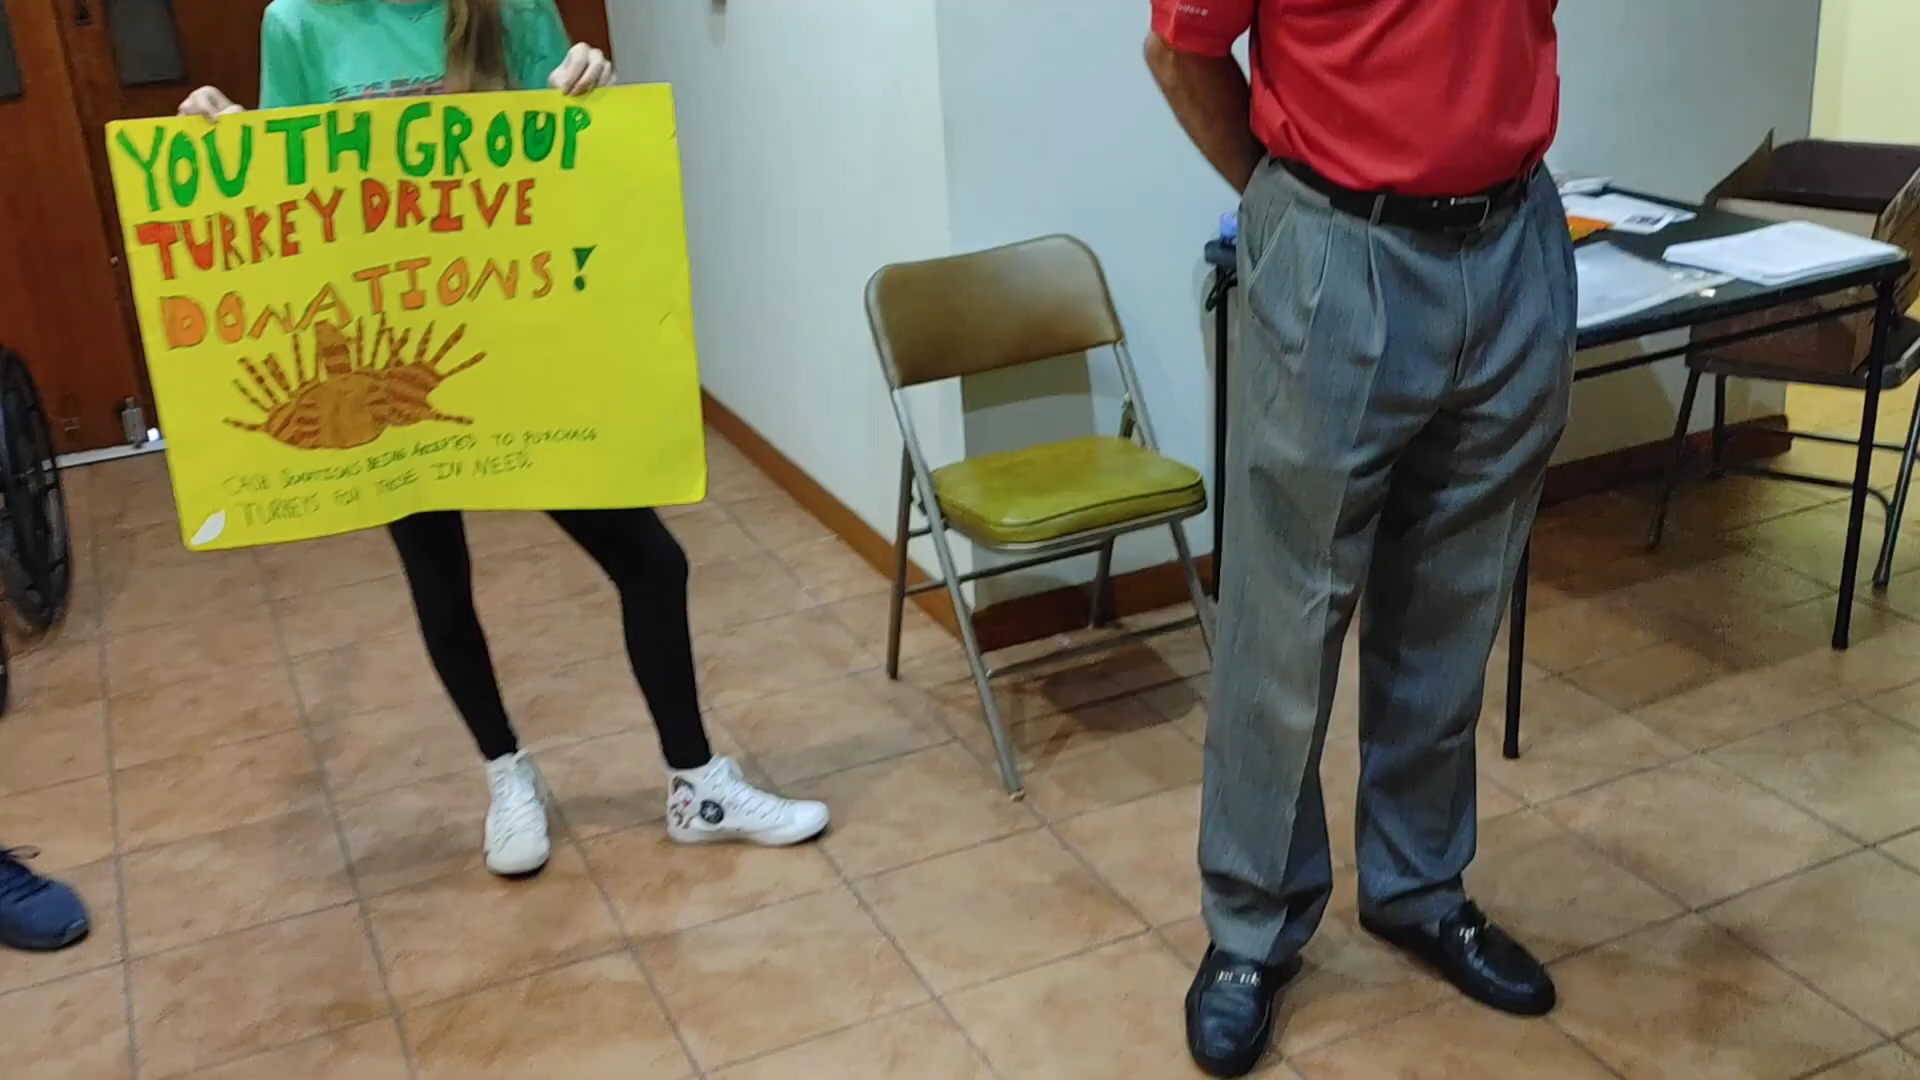 YOUTH GROUP
TURKEY DRIVE
DONATIONS!
CASH DONATIONS BEING ACCEPTED TO PURCHASE
TURKEYS FOR THOSE IN NEED.